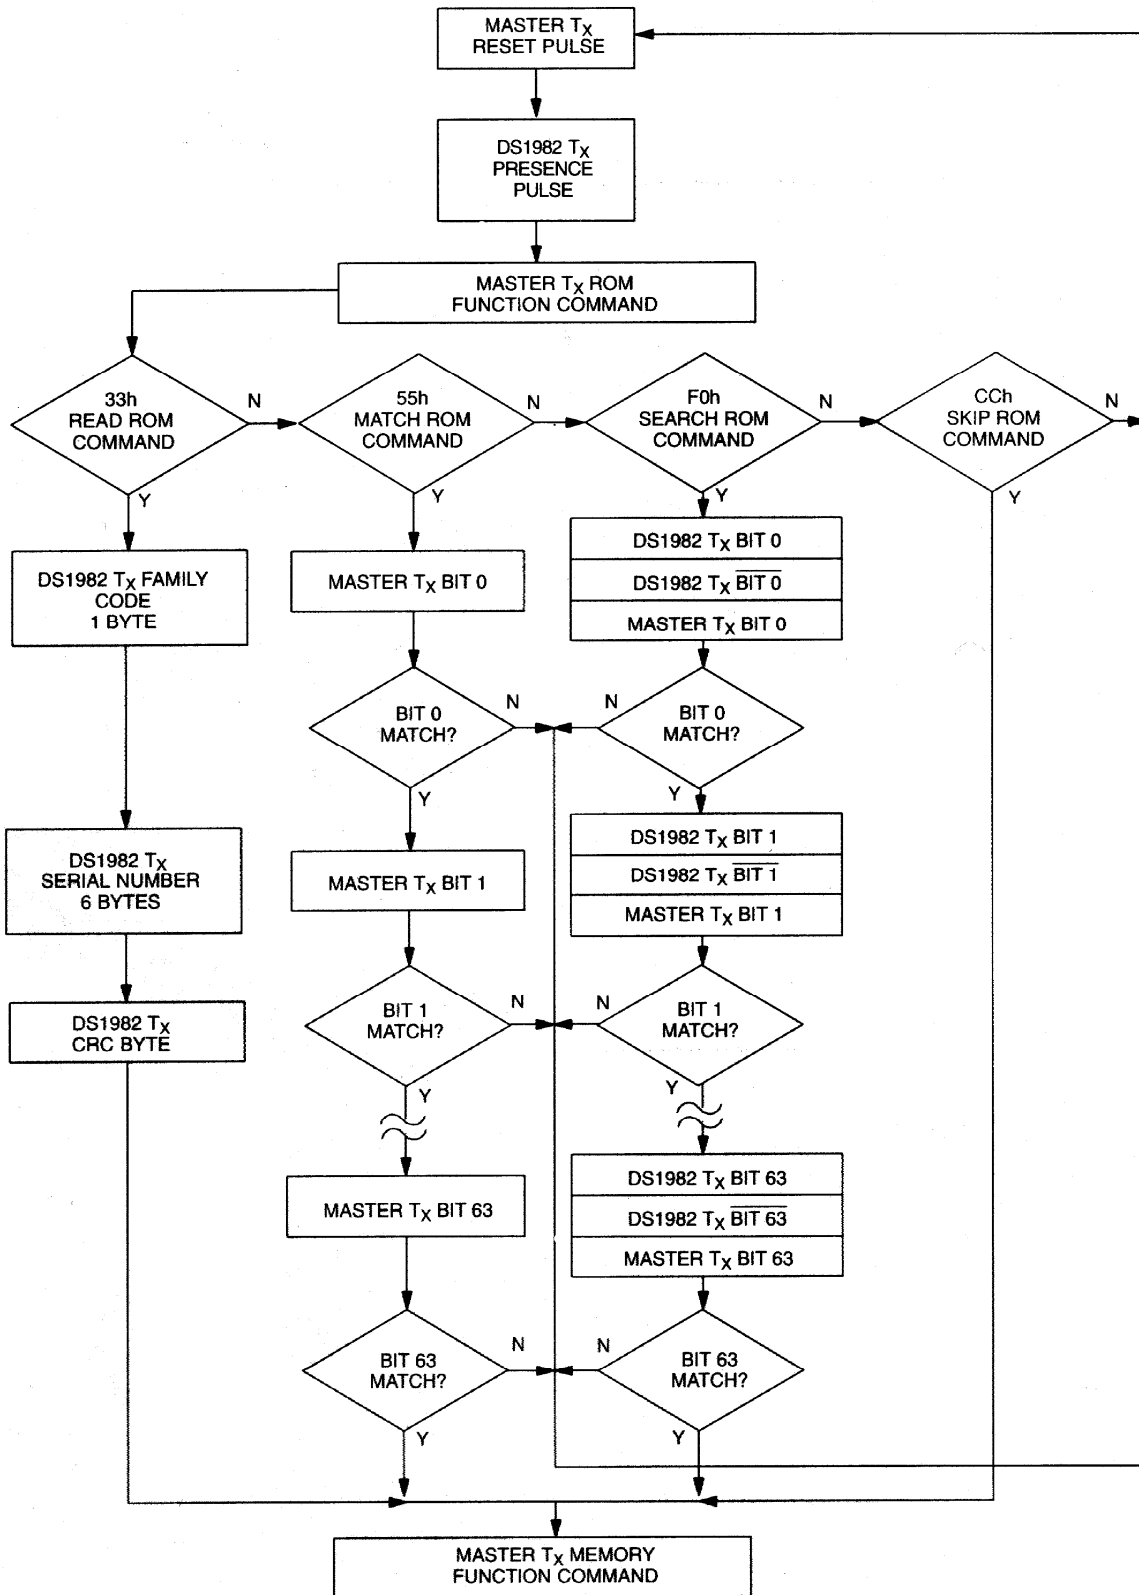 MASTER TX
RESET PULSE
DS1982 TX
PRESENCE
PULSE
MASTER TX ROM
FUNCTION COMMAND
33h
READ ROM
COMMAND
N
Y
55h
MATCH ROM
COMMAND
N
Y
F0h
SEARCH ROM
COMMAND
N
Y
CCh
SKIP ROM
COMMAND
N
Y
DS1982 TX FAMILY
CODE
1 BYTE
MASTER TX BIT 0
DS1982 TX BIT 0
DS1982 TX BIT 0
MASTER TX BIT 0
BIT 0
MATCH?
N
Y
N
BIT 0
MATCH?
Y
DS1982 TX
SERIAL NUMBER
6 BYTES
MASTER TX BIT 1
DS1982 TX BIT 1
DS1982 TX BIT 1
MASTER TX BIT 1
DS1982 TX
CRC BYTE
BIT 1
MATCH?
N
Y
N
BIT 1
MATCH?
Y
MASTER TX BIT 63
DS1982 TX BIT 63
DS1982 TX BIT 63
MASTER TX BIT 63
BIT 63
MATCH?
N
Y
N
BIT 63
MATCH?
Y
MASTER TX MEMORY
FUNCTION COMMAND